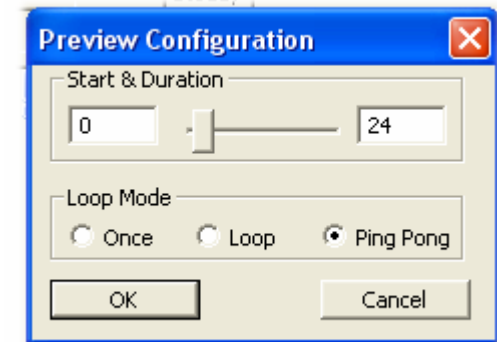 Preview Configuration
Start & Duration
0 24
Loop Mode
Once Loop Ping Pong
OK Cancel